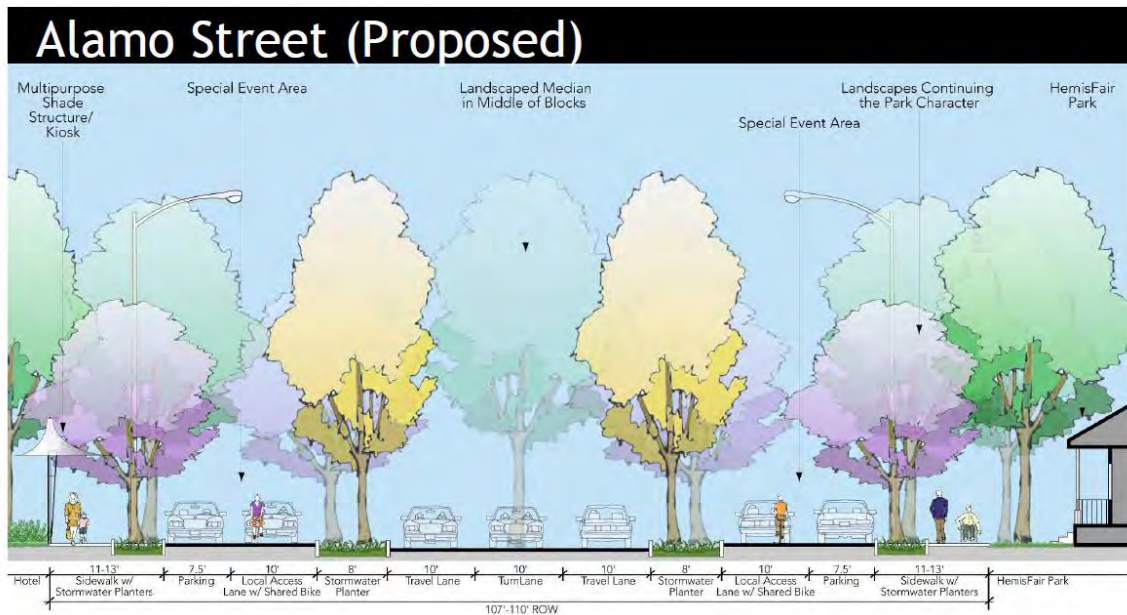 Alamo Street (Proposed)
Multipurpose
Shade
Structure/
Kiosk
Special Event Area
Landscaped Median
in Middle of Blocks
Special Event Area
Landscapes Continuing
the Park Character
HemisFair
Park
11-13' 7.5' 10' 8' 10' 10' 10' 8' 10' 7.5' 11-13'
Hotel Sidewalk w/ Parking Local Access Stormwater Travel Lane TurnLane Travel Lane Stormwater Local Access Parking Sidewalk w/ HemisFair Park
Stormwater Planters Lane w/ Shared Bike Planter Planter Lane w/ Shared Bike Stormwater Planters
107'-110' ROW